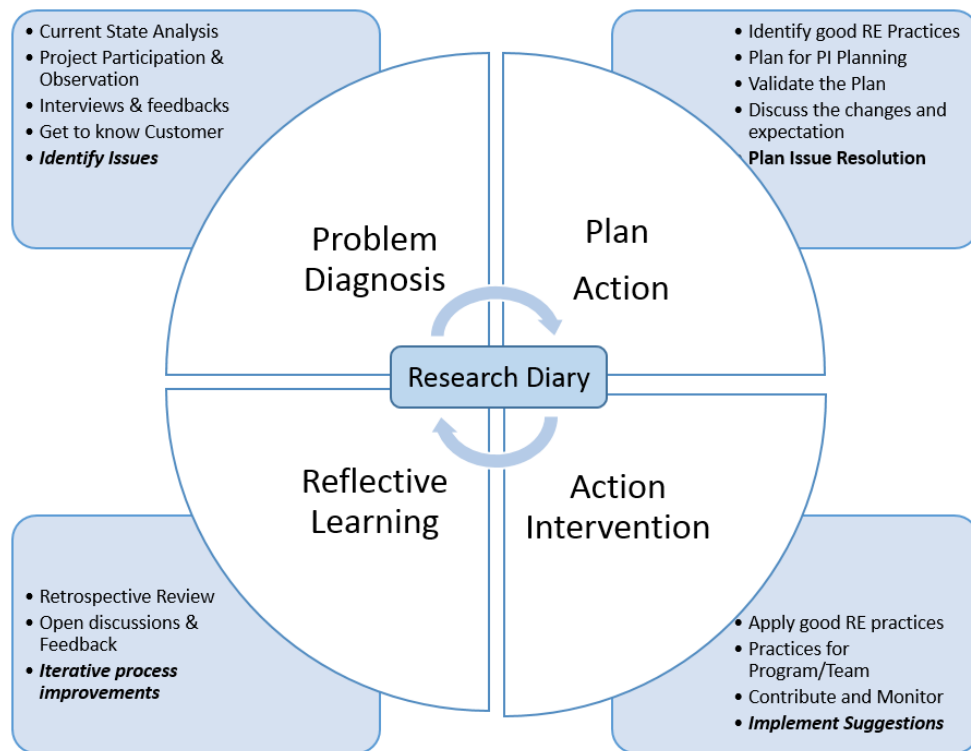 • Current State Analysis
• Project Participation &
Observation
• Interviews & feedbacks
• Get to know Customer
• Identify Issues
• Identify good RE Practices
• Plan for PI Planning
• Validate the Plan
• Discuss the changes and
expectation
• Plan Issue Resolution
Problem
Diagnosis
Plan
Action
Research Diary
Reflective
Learning
Action
Intervention
• Retrospective Review
• Open discussions &
Feedback
• Iterative process
improvements
• Apply good RE practices
• Practices for
Program/Team
• Contribute and Monitor
• Implement Suggestions